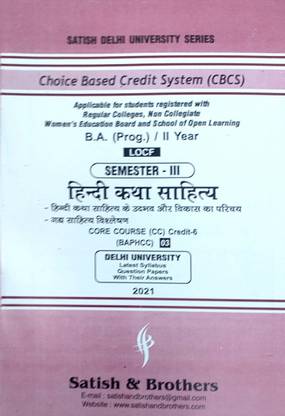 SATISH DELHI UNIVERSITY SERIES
Choice Based Credit System (CBCS)
Applicable for students registered with
Regular Colleges, Non Collegiate
Women's Education Board and School of Open Learning
B.A. (Prog.) / II Year
LOCF
SEMESTER - III
हिन्दी कथा साहित्य
- हिन्दी कथा साहित्य के उद्भव और विकास का परिचय
- गद्य साहित्य विश्लेषण
CORE COURSE (CC) Credit-6
(BAPHCC) 03
DELHI UNIVERSITY
Latest Syllabus
Question Papers
With Their Answers
2021
Satish & Brothers
E-mail : satishandbrothers@gmail.com
Website : www.satishandbrothers.com